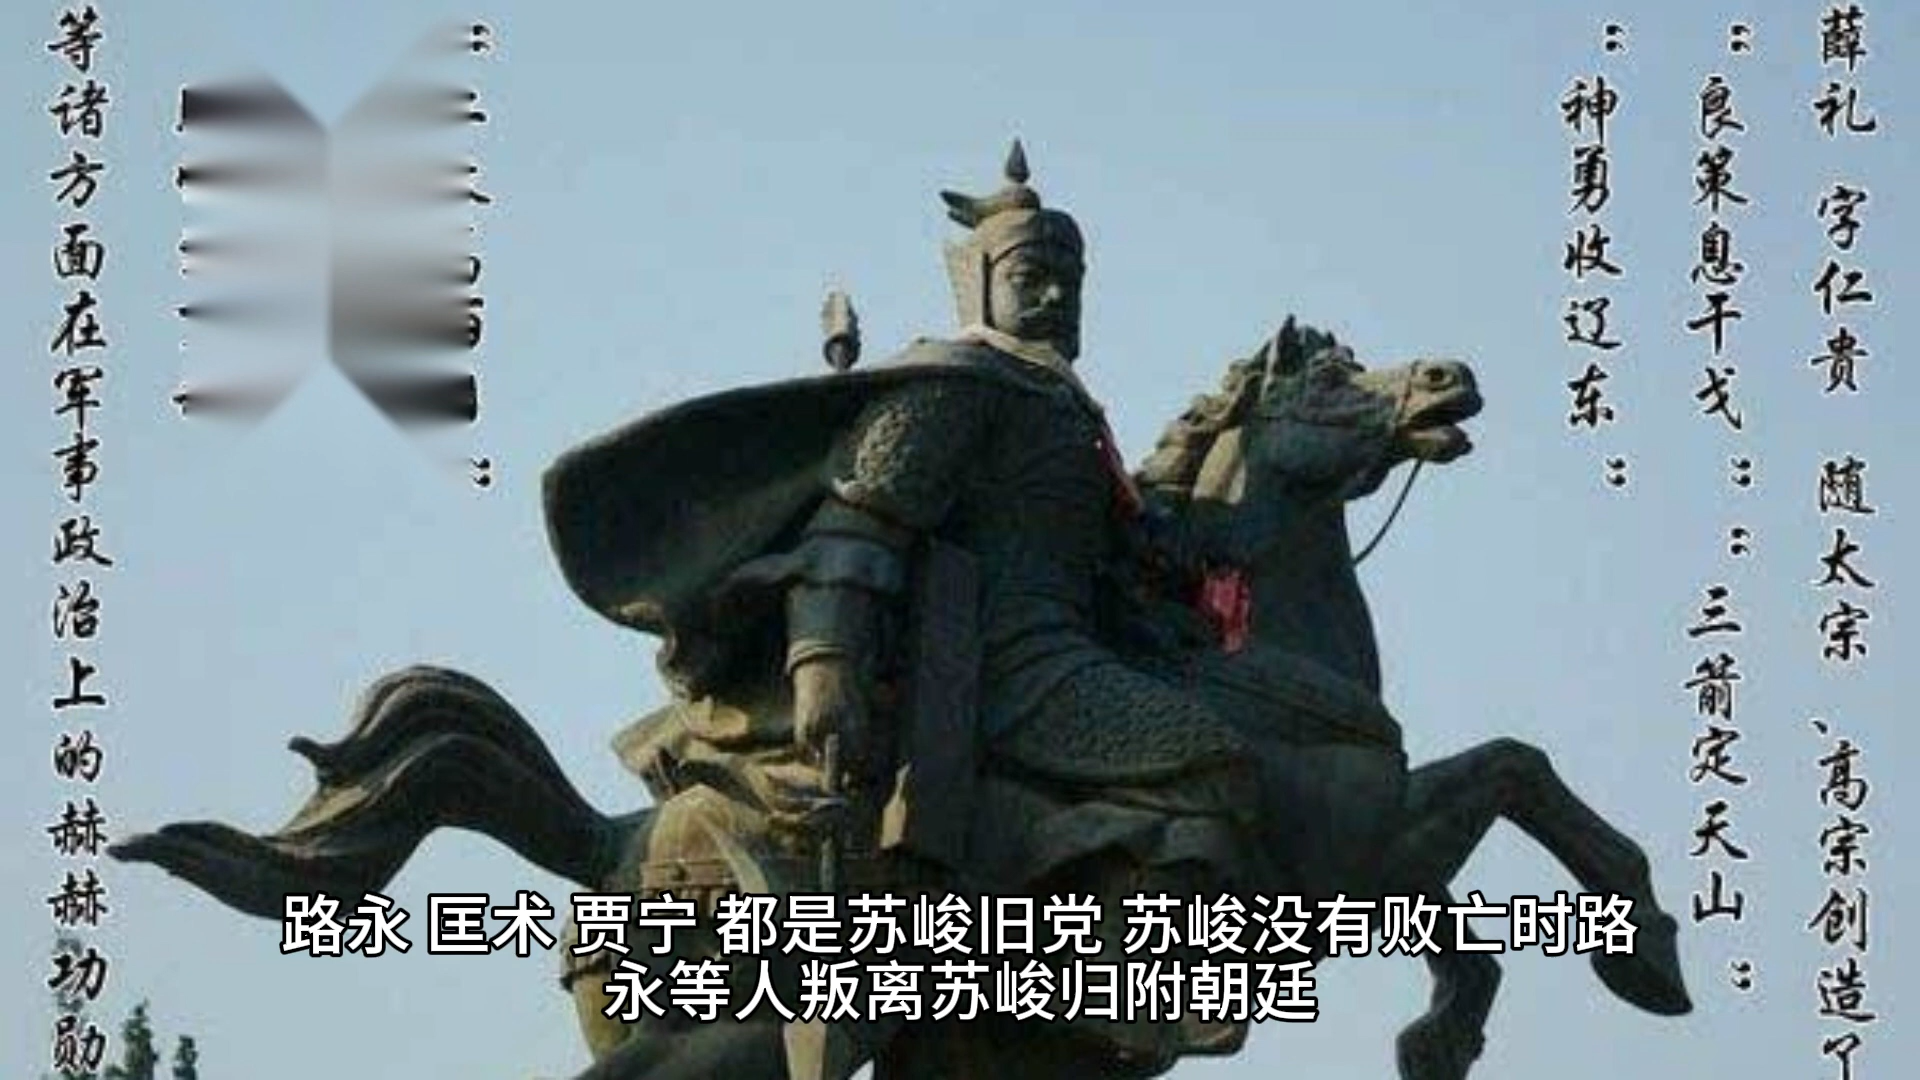 薛礼 字仁贵 随太宗、高宗创造了
“良策息干戈”“三箭定天山”
“神勇收辽东”
等诸方面在军事政治上的赫赫功勋
路永 匡术 贾宁 都是苏峻旧党 苏峻没有败亡时路
永等人叛离苏峻归附朝廷